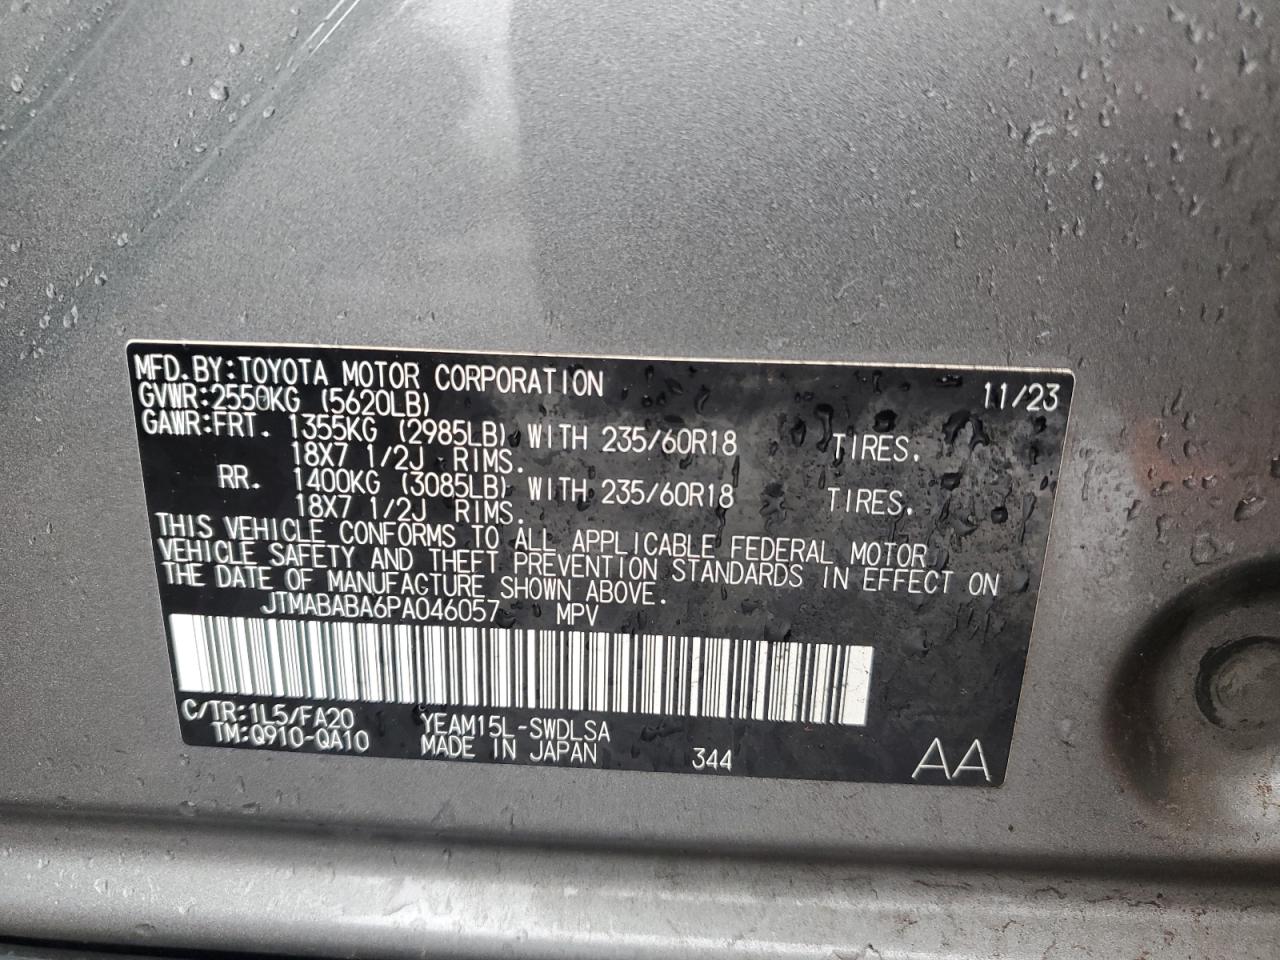 MFD.BY:TOYOTA MOTOR CORPORATION 11/23
GVWR:2550KG (5620LB)
GAWR:FRT. 1355KG (2985LB) WITH 235/60R18 TIRES.
18X7 1/2J RIMS.
RR. 1400KG (3085LB) WITH 235/60R18 TIRES.
18X7 1/2J RIMS.
THIS VEHICLE CONFORMS TO ALL APPLICABLE FEDERAL MOTOR
VEHICLE SAFETY AND THEFT PREVENTION STANDARDS IN EFFECT ON
THE DATE OF MANUFACTURE SHOWN ABOVE.
JTMABABA6PA046057 MPV
C/TR:1L5/FA20 YEAM15L-SWDLSA
TM:Q910-QA10 MADE IN JAPAN 344 AA